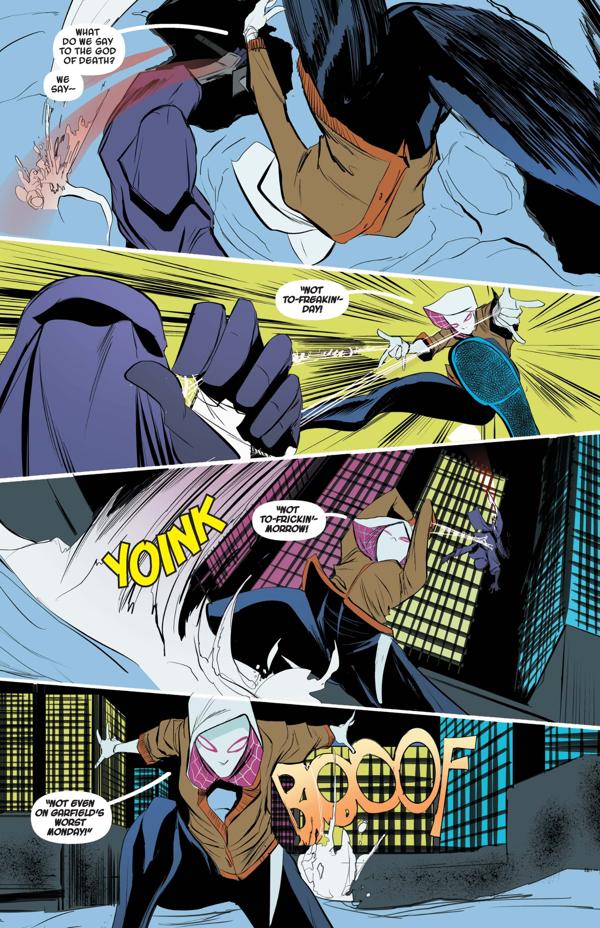 WHAT
DO WE SAY
TO THE GOD
OF DEATH?
WE
SAY--
"NOT
TO-FREAKIN'-
DAY!
"NOT
TO-FRICKIN'-
MORROW!
YOINK
"NOT EVEN
ON GARFIELD'S
WORST
MONDAY!"
BADOOOF